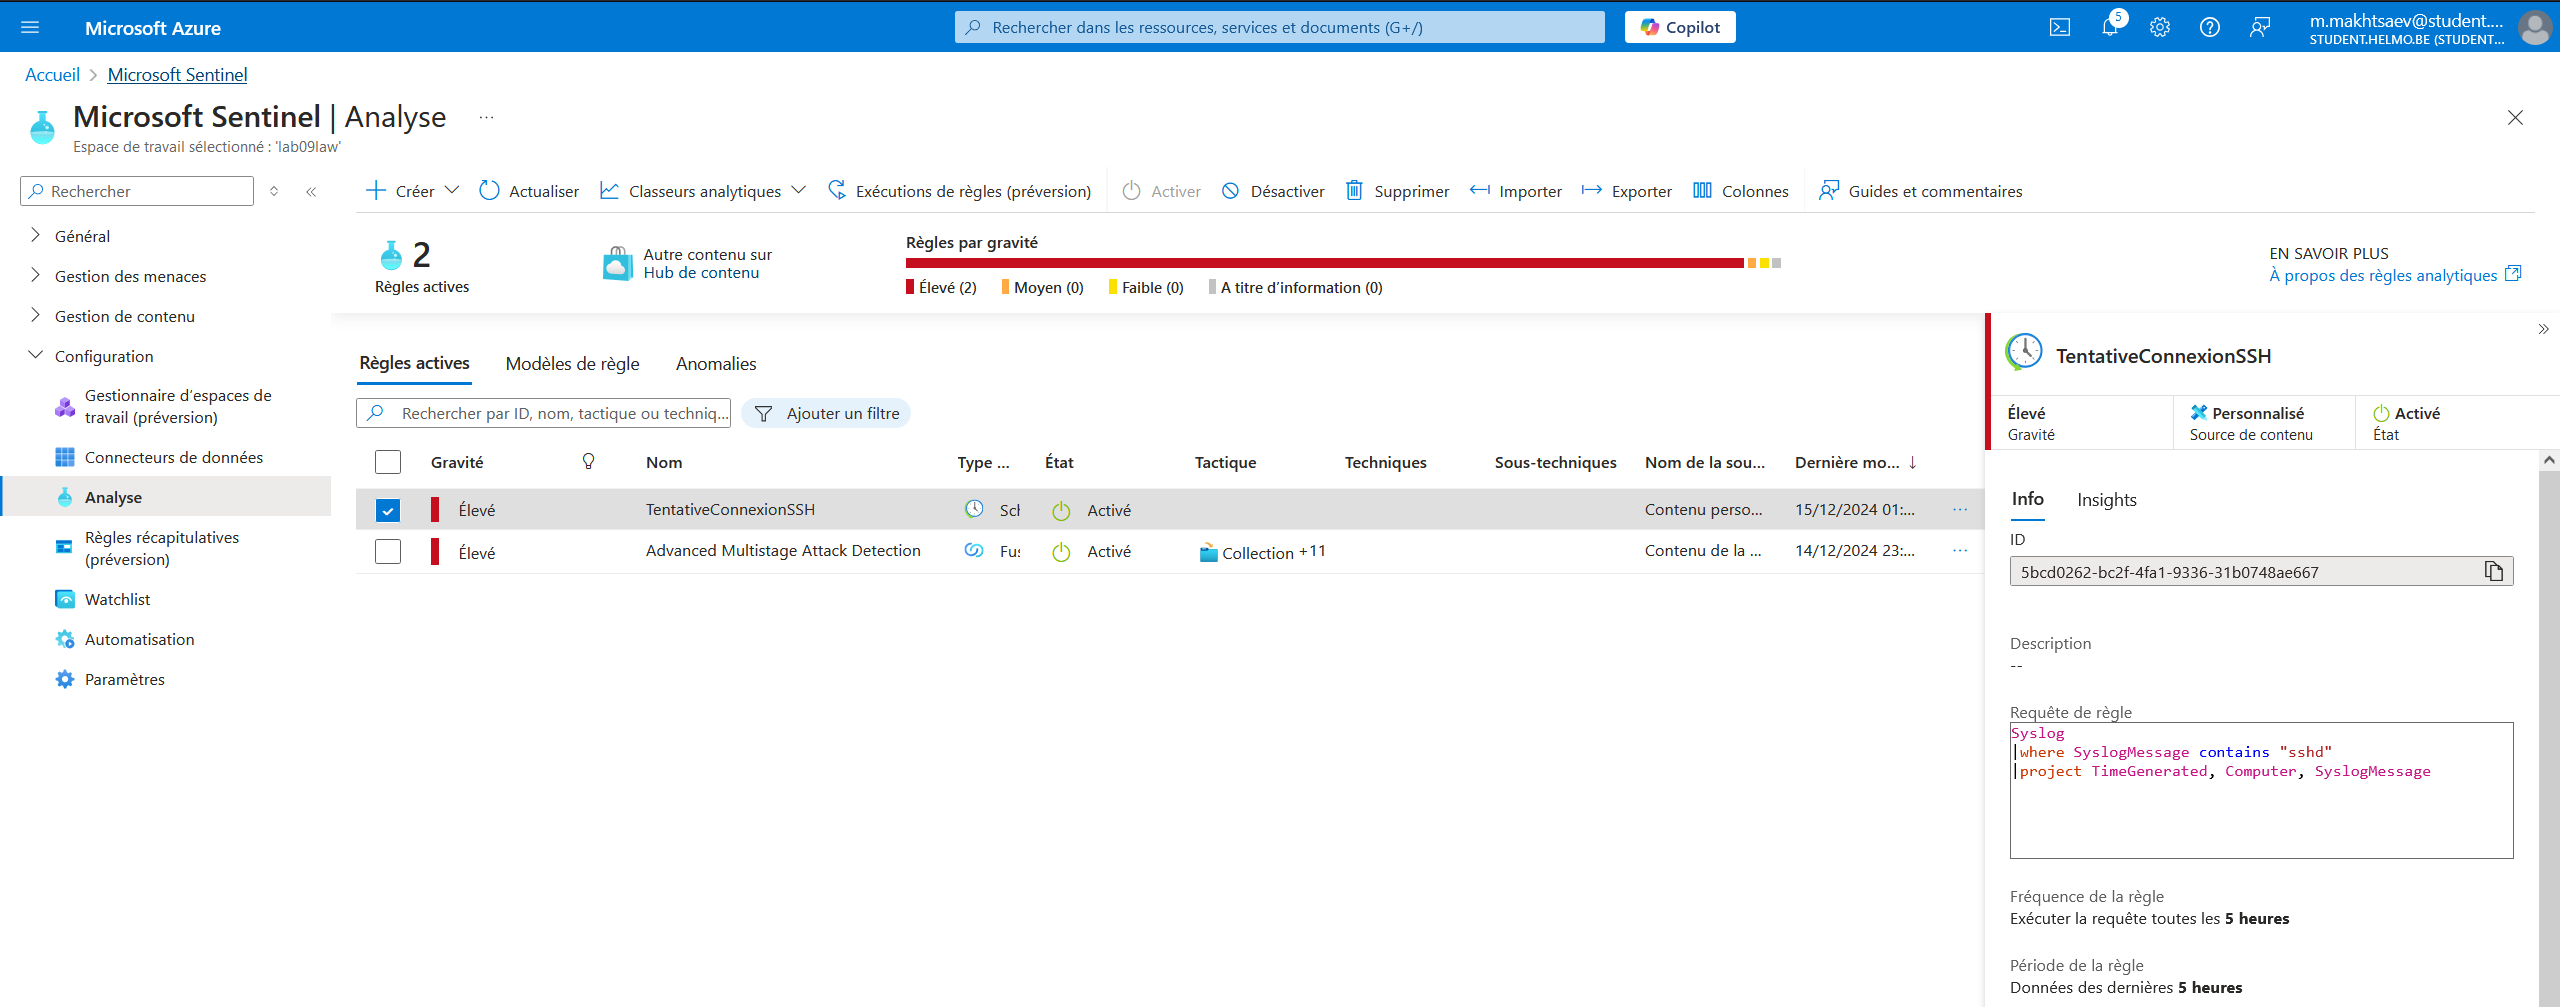 Microsoft Azure
Rechercher dans les ressources, services et documents (G+/)
Copilot
5
m.makhtsaev@student....
STUDENT.HELMO.BE (STUDENT...
Accueil > Microsoft Sentinel
Microsoft Sentinel | Analyse ...
Espace de travail sélectionné : 'lab09law'
Rechercher
Général
Gestion des menaces
Gestion de contenu
Configuration
Gestionnaire d'espaces de
travail (préversion)
Connecteurs de données
Analyse
Règles récapitulatives
(préversion)
Watchlist
Automatisation
Paramètres
Créer
Actualiser
Classeurs analytiques
Exécutions de règles (préversion)
Activer
Désactiver
Supprimer
Importer
Exporter
Colonnes
Guides et commentaires
2
Règles actives
Autre contenu sur
Hub de contenu
Règles par gravité
Élevé (2)
Moyen (0)
Faible (0)
A titre d'information (0)
EN SAVOIR PLUS
À propos des règles analytiques
Règles actives
Modèles de règle
Anomalies
Rechercher par ID, nom, tactique ou techniq...
Ajouter un filtre
Gravité Nom Type ... État Tactique Techniques Sous-techniques Nom de la sou... Dernière mo... ↓
Élevé TentativeConnexionSSH Sch Activé Contenu perso... 15/12/2024 01:... ...
Élevé Advanced Multistage Attack Detection Fus Activé Collection +11 Contenu de la ... 14/12/2024 23:... ...
TentativeConnexionSSH
Élevé
Gravité
Personnalisé
Source de contenu
Activé
État
Info
Insights
ID
5bcd0262-bc2f-4fa1-9336-31b0748ae667
Description
--
Requête de règle
Syslog
|where SyslogMessage contains "sshd"
|project TimeGenerated, Computer, SyslogMessage
Fréquence de la règle
Exécuter la requête toutes les 5 heures
Période de la règle
Données des dernières 5 heures